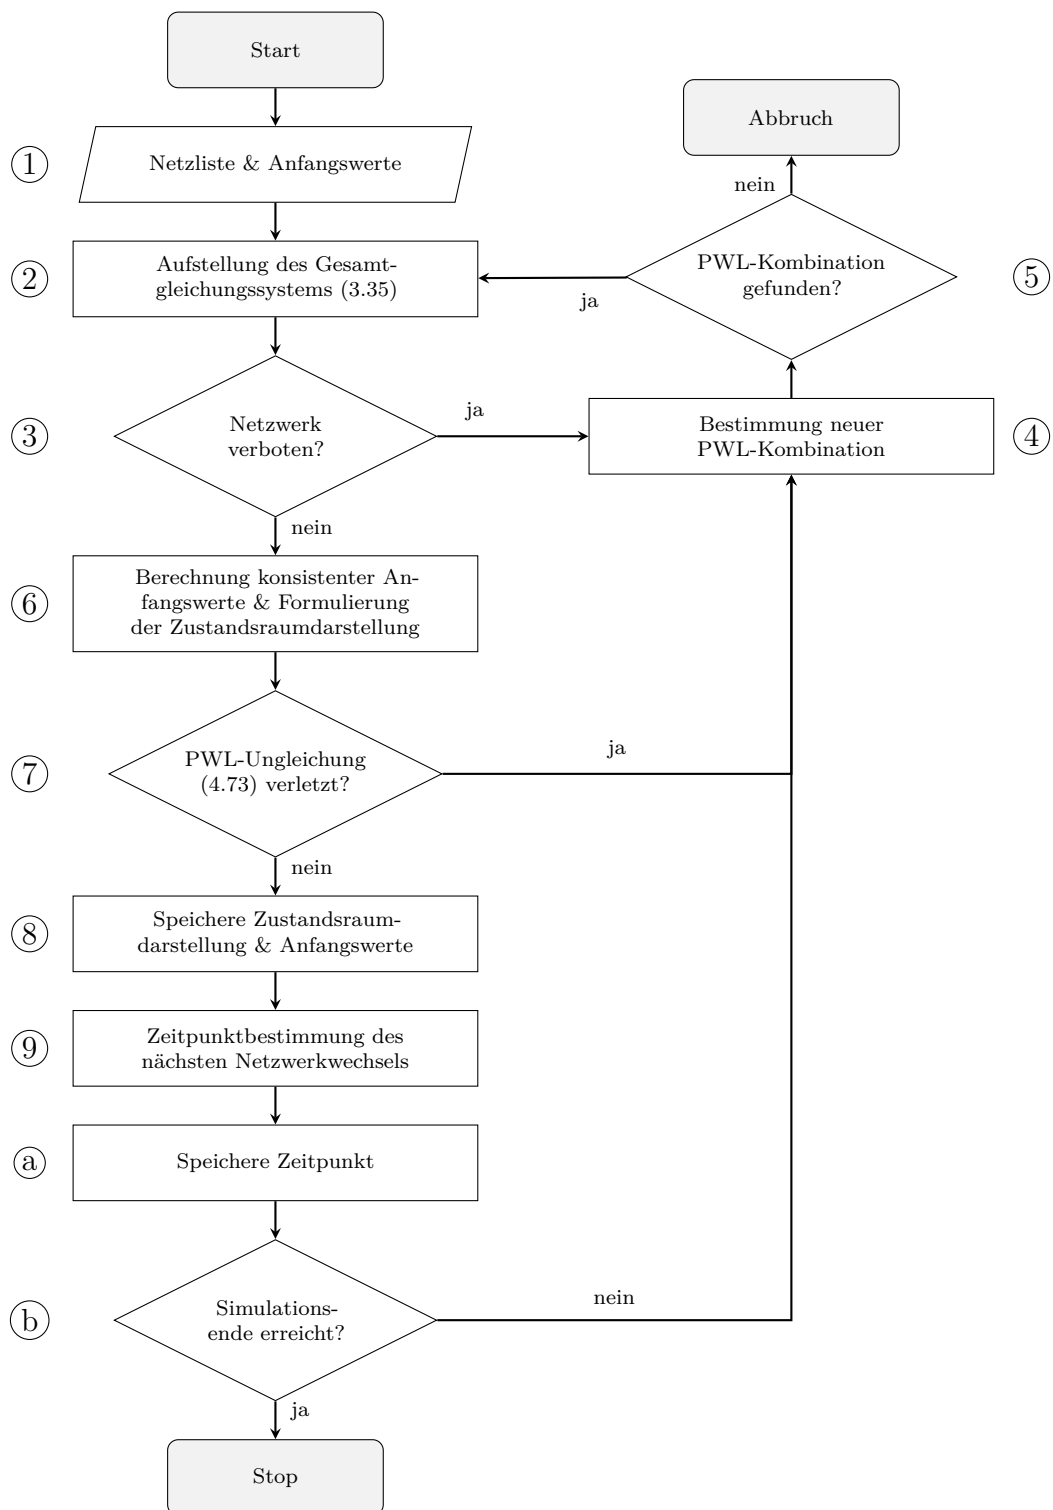 Start
Abbruch
1
Netzliste & Anfangswerte
nein
2
Aufstellung des Gesamt-
gleichungssystems (3.35)
ja
PWL-Kombination
gefunden?
5
3
Netzwerk
verboten?
ja
Bestimmung neuer
PWL-Kombination
4
nein
6
Berechnung konsistenter An-
fangswerte & Formulierung
der Zustandsraumdarstellung
7
PWL-Ungleichung
(4.73) verletzt?
ja
nein
8
Speichere Zustandsraum-
darstellung & Anfangswerte
9
Zeitpunktbestimmung des
nächsten Netzwerkwechsels
a
Speichere Zeitpunkt
b
Simulations-
ende erreicht?
nein
ja
Stop